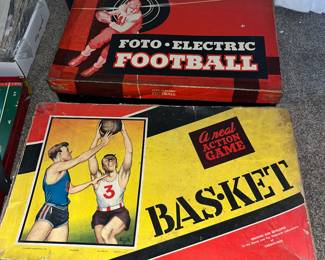 FOTO·ELECTRIC
FOOTBALL
A real
ACTION
GAME
3
BAS·KET